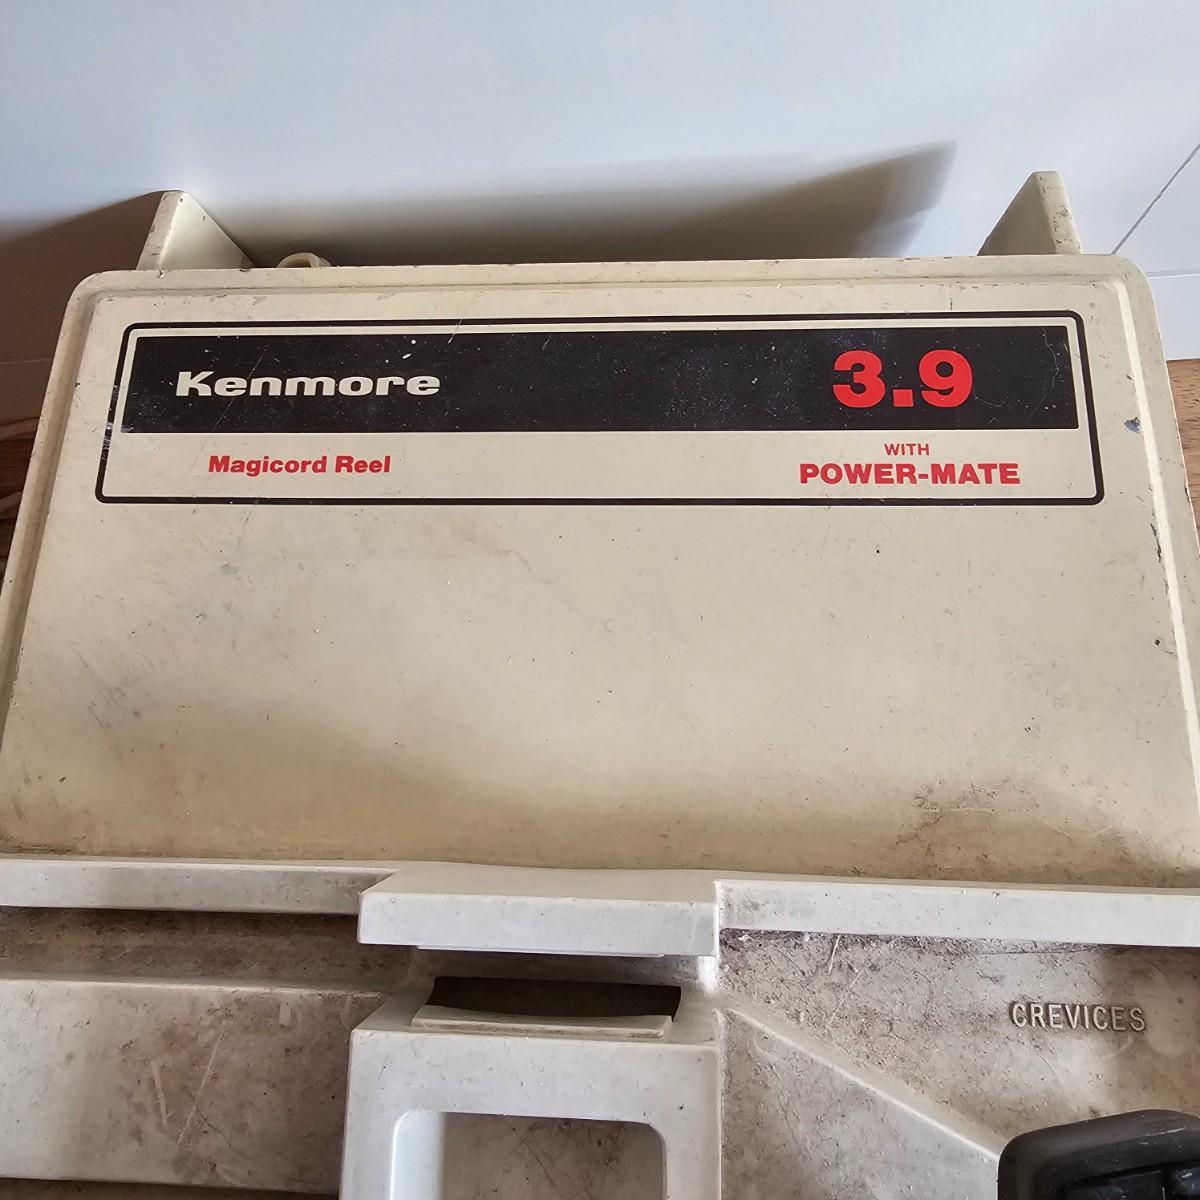 Kenmore
3.9
Magicord Reel
WITH
POWER-MATE
CREVICES